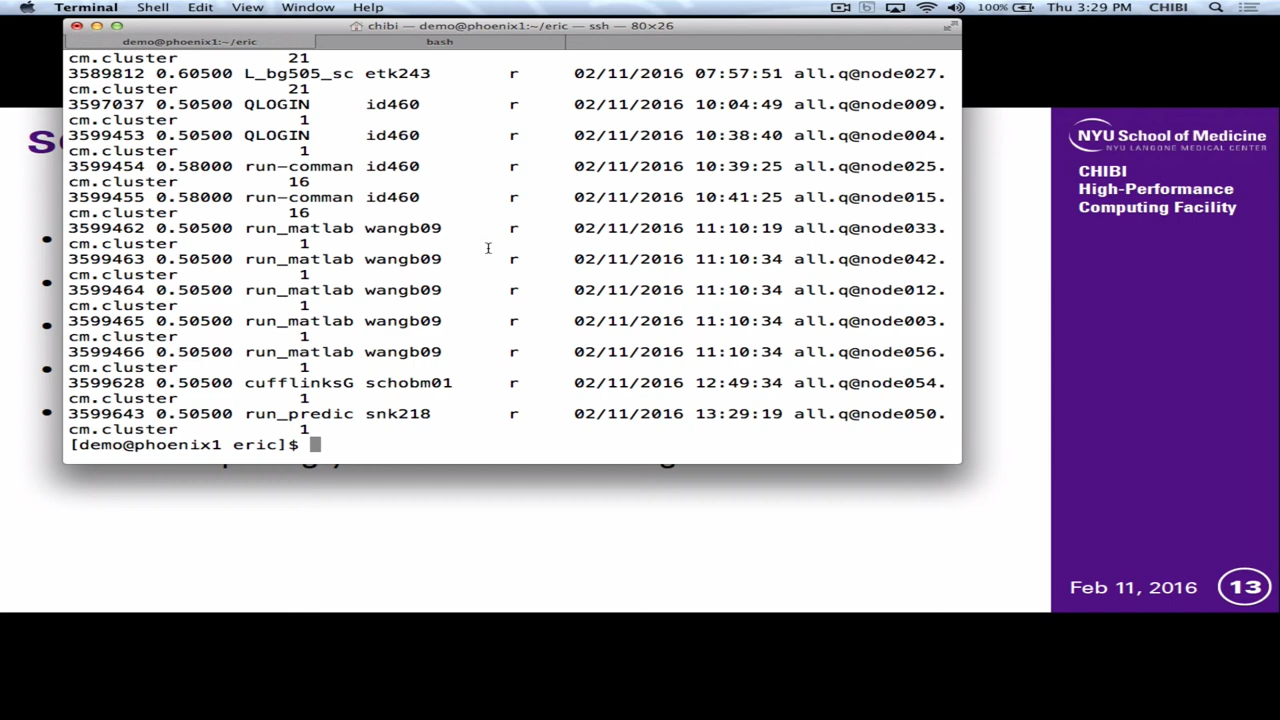 Terminal Shell Edit View Window Help 100% Thu 3:29 PM CHIBI
chibi — demo@phoenix1:~/eric — ssh — 80×26
demo@phoenix1:~/eric bash
cm.cluster 21
3589812 0.60500 L_bg505_sc etk243 r 02/11/2016 07:57:51 all.q@node027.
cm.cluster 21
3597037 0.50500 QLOGIN id460 r 02/11/2016 10:04:49 all.q@node009.
cm.cluster 1
3599453 0.50500 QLOGIN id460 r 02/11/2016 10:38:40 all.q@node004.
cm.cluster 1
3599454 0.58000 run-comman id460 r 02/11/2016 10:39:25 all.q@node025.
cm.cluster 16
3599455 0.58000 run-comman id460 r 02/11/2016 10:41:25 all.q@node015.
cm.cluster 16
3599462 0.50500 run_matlab wangb09 r 02/11/2016 11:10:19 all.q@node033.
cm.cluster 1
3599463 0.50500 run_matlab wangb09 r 02/11/2016 11:10:34 all.q@node042.
cm.cluster 1
3599464 0.50500 run_matlab wangb09 r 02/11/2016 11:10:34 all.q@node012.
cm.cluster 1
3599465 0.50500 run_matlab wangb09 r 02/11/2016 11:10:34 all.q@node003.
cm.cluster 1
3599466 0.50500 run_matlab wangb09 r 02/11/2016 11:10:34 all.q@node056.
cm.cluster 1
3599628 0.50500 cufflinksG schobm01 r 02/11/2016 12:49:34 all.q@node054.
cm.cluster 1
3599643 0.50500 run_predic snk218 r 02/11/2016 13:29:19 all.q@node050.
cm.cluster 1
[demo@phoenix1 eric]$
NYU School of Medicine
NYU LANGONE MEDICAL CENTER
CHIBI
High-Performance
Computing Facility
Feb 11, 2016 13